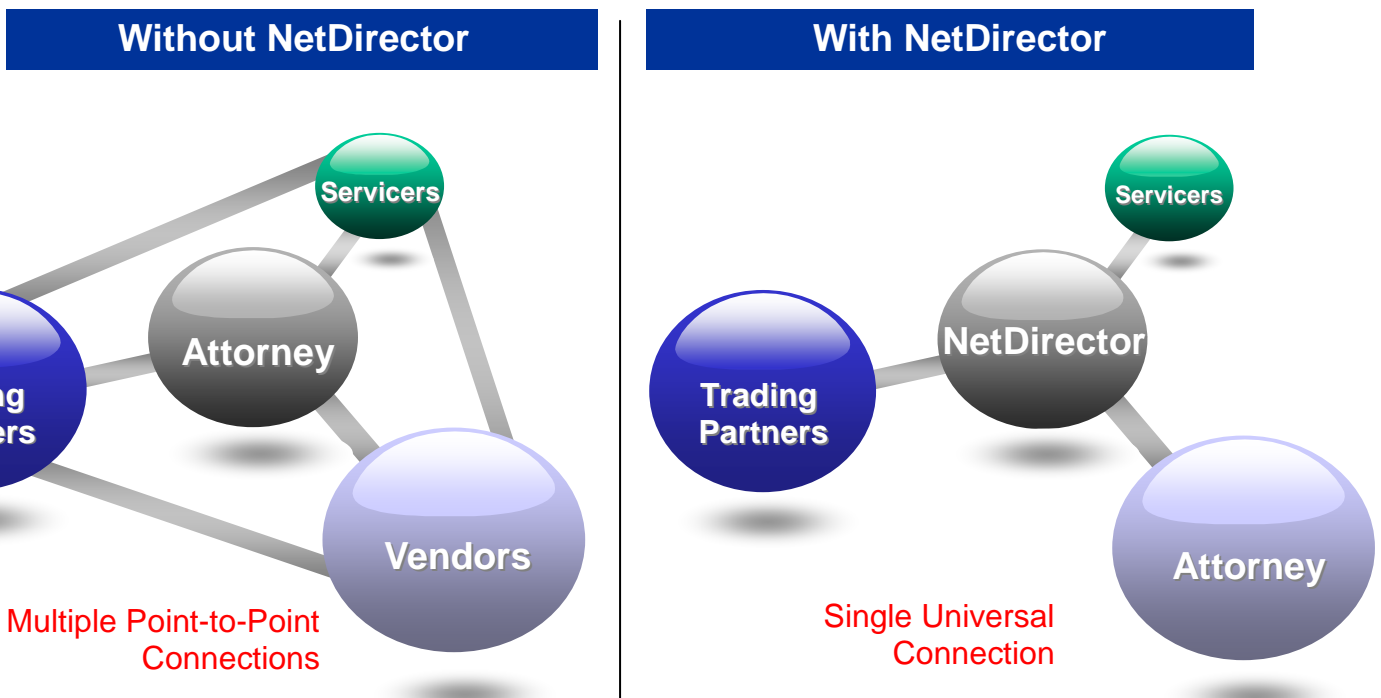 Without NetDirector
Servicers
Attorney
Vendors
Multiple Point-to-Point
Connections
With NetDirector
Servicers
NetDirector
Trading
Partners
Attorney
Single Universal
Connection